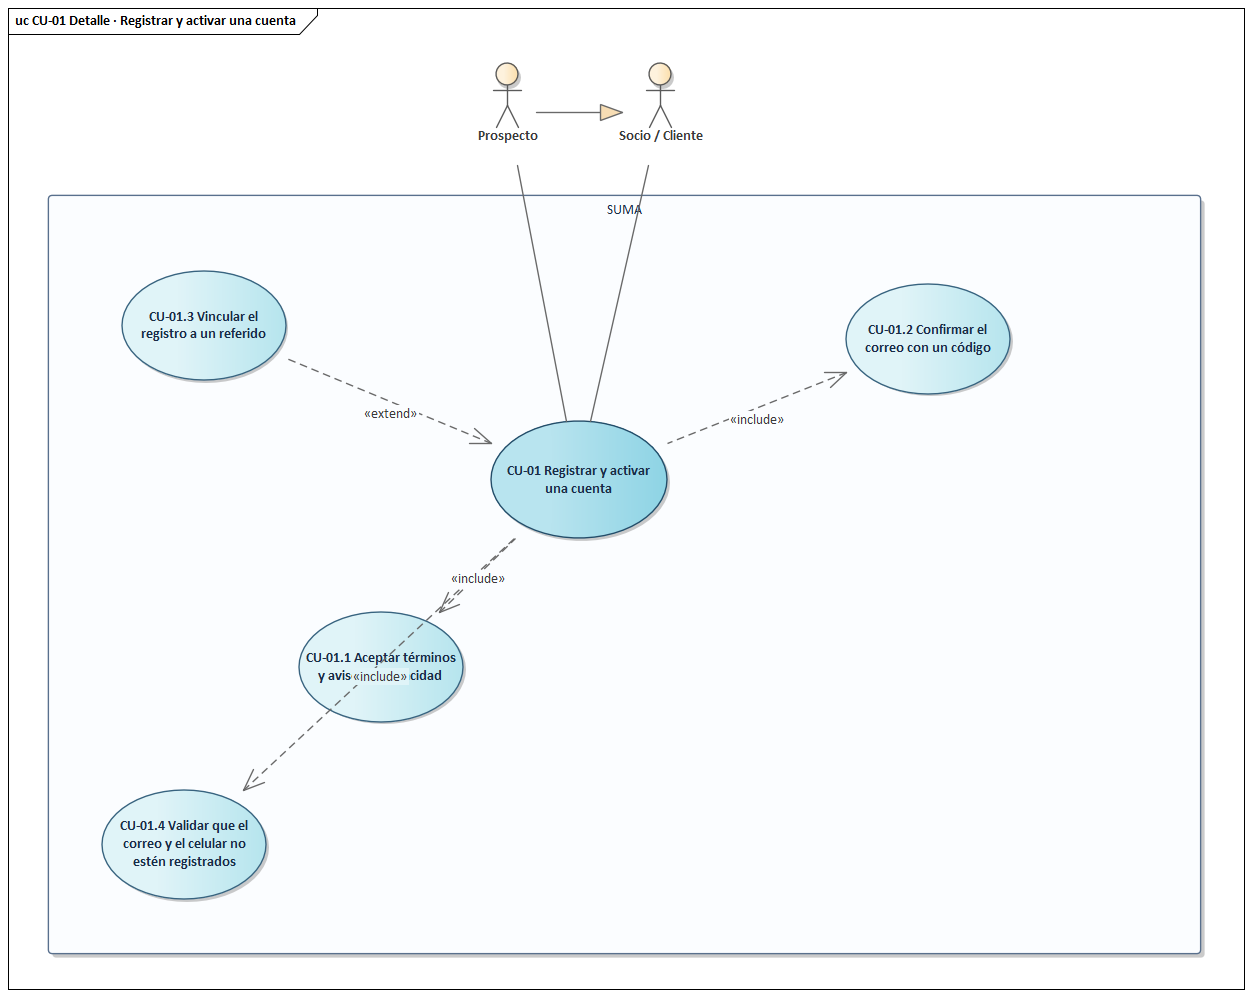 uc CU-01 Detalle · Registrar y activar una cuenta
Prospecto
Socio / Cliente
SUMA
CU-01.3 Vincular el
registro a un referido
CU-01.2 Confirmar el
correo con un código
«extend»
«include»
CU-01 Registrar y activar
una cuenta
«include»
CU-01.1 Aceptar términos
y avis
«include»
cidad
CU-01.4 Validar que el
correo y el celular no
estén registrados